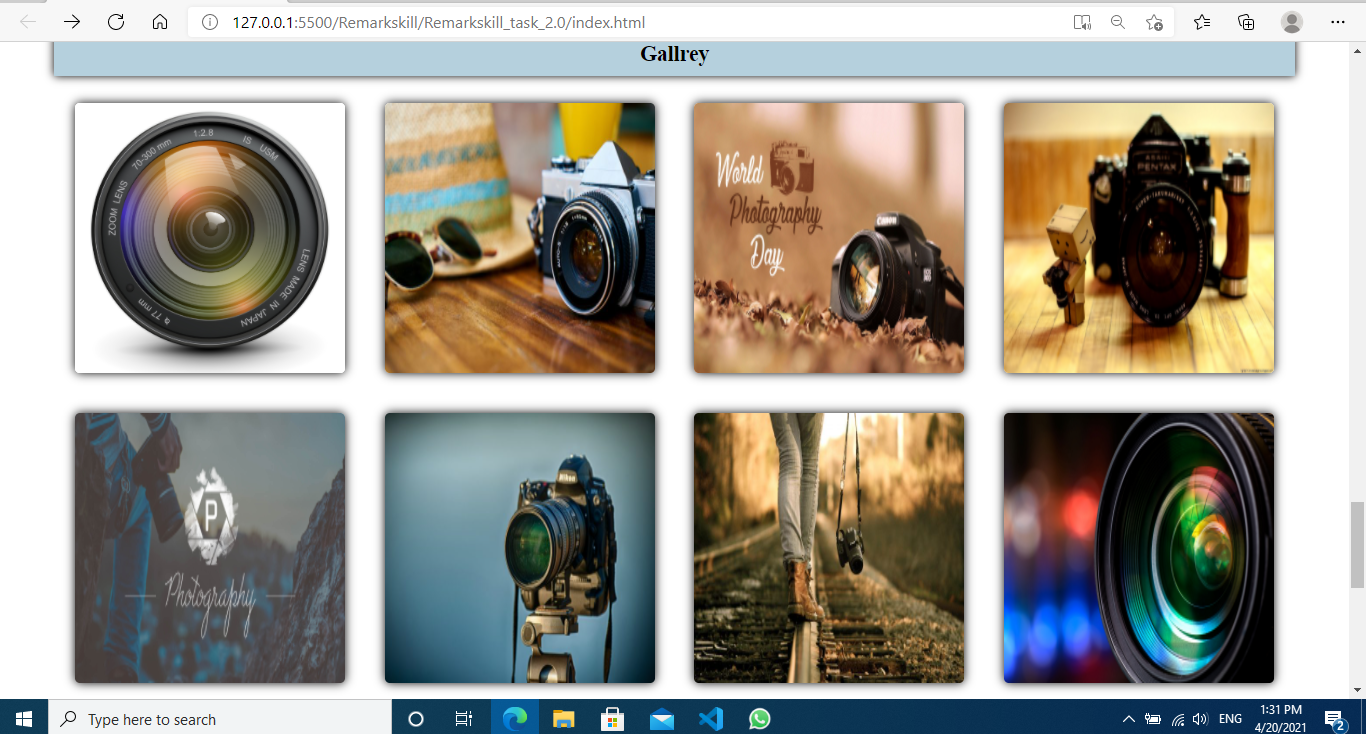 127.0.0.1:5500/Remarkskill/Remarkskill_task_2.0/index.html
Gallrey
1:2.8 IS USM
70-300 mm
ZOOM LENS
LENS MADE IN JAPAN
ø 77 mm
World
Photography
Day
Canon
ASAHI
PENTAX
P
Photography
Nikon
Type here to search
ENG
1:31 PM
4/20/2021
2